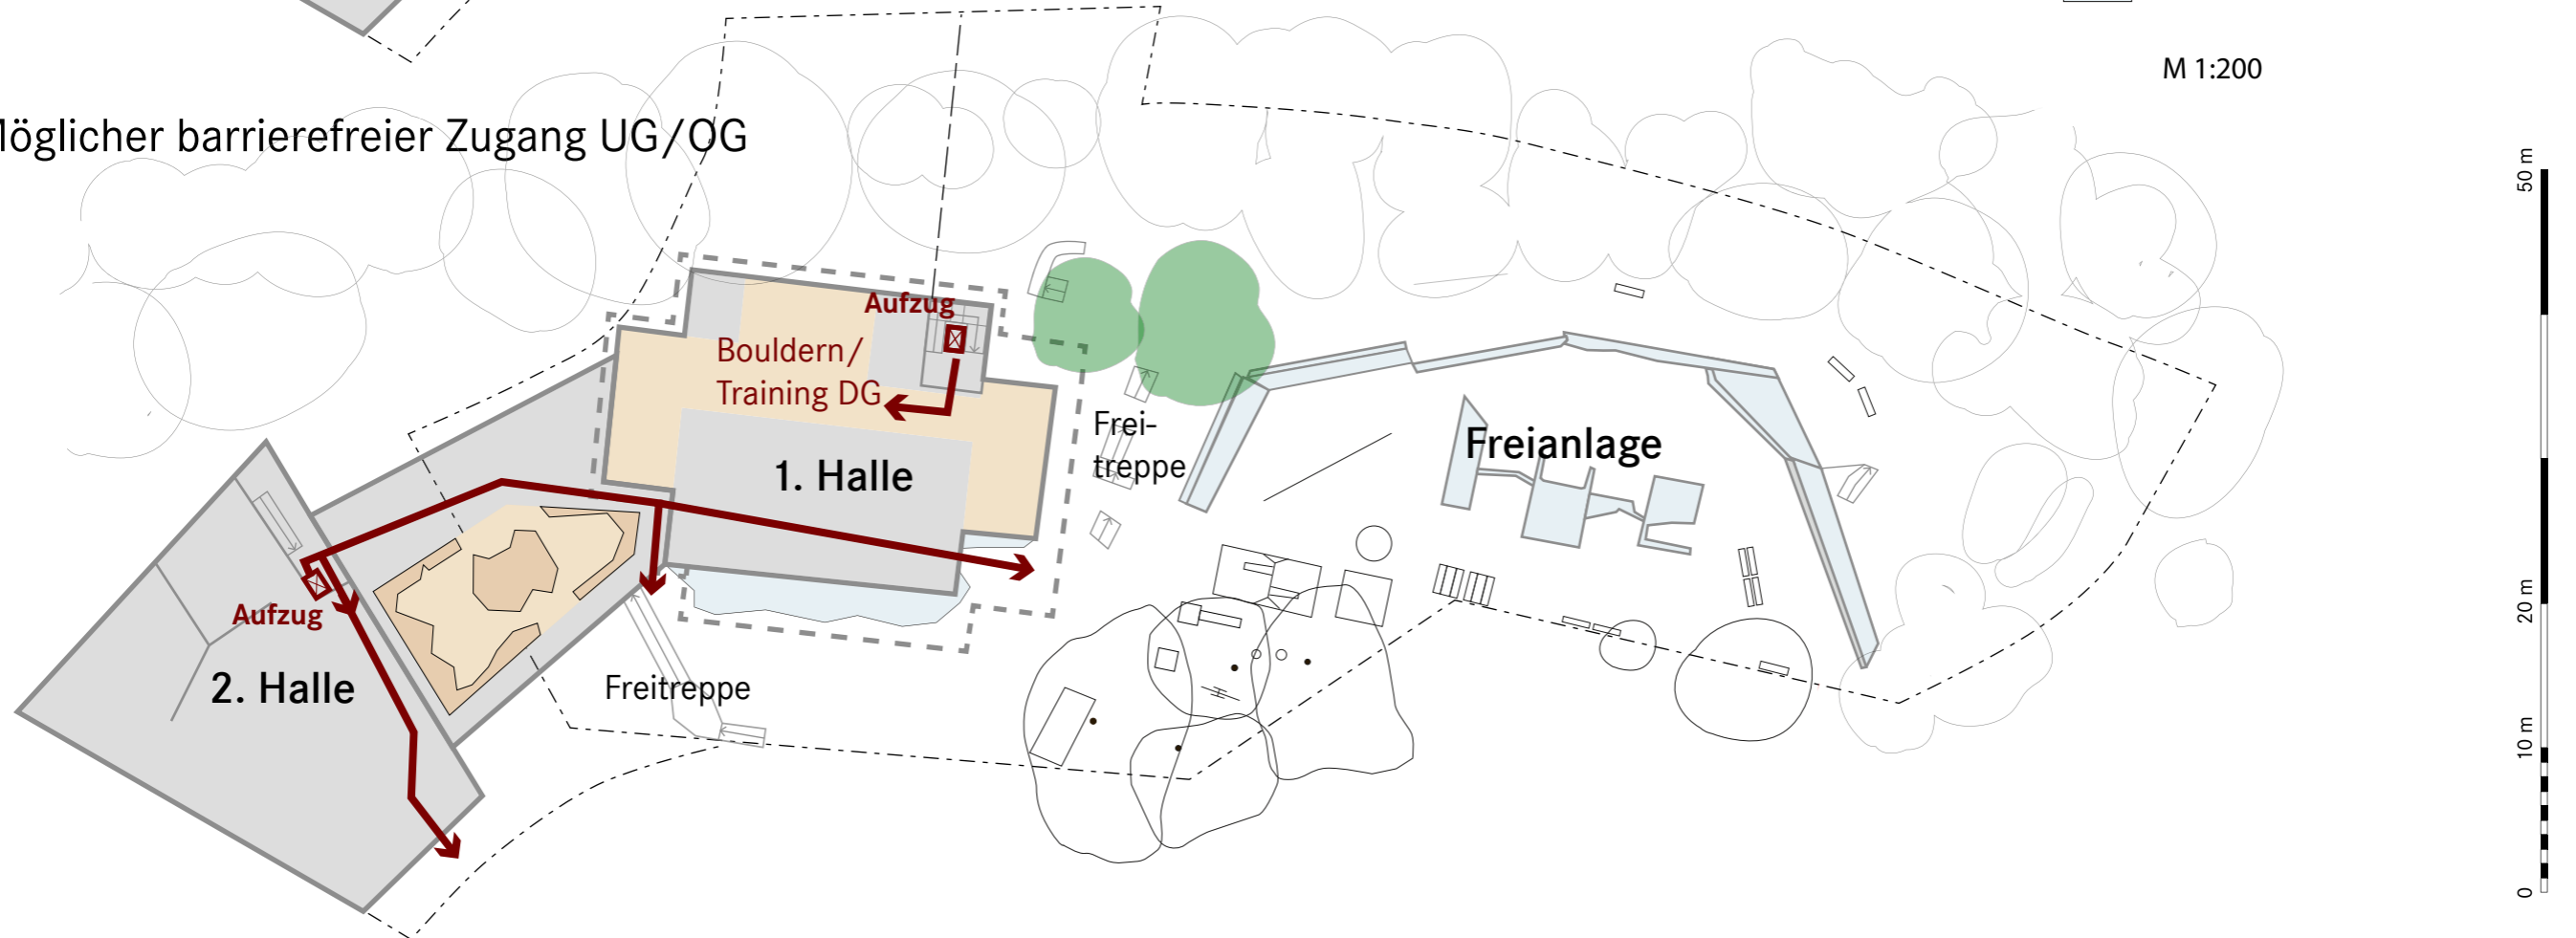 M 1:200
Möglicher barrierefreier Zugang UG/OG
50 m
Aufzug
Bouldern/
Training DG
Frei-
treppe
Freianlage
1. Halle
Aufzug
20 m
2. Halle
Freitreppe
10 m
0